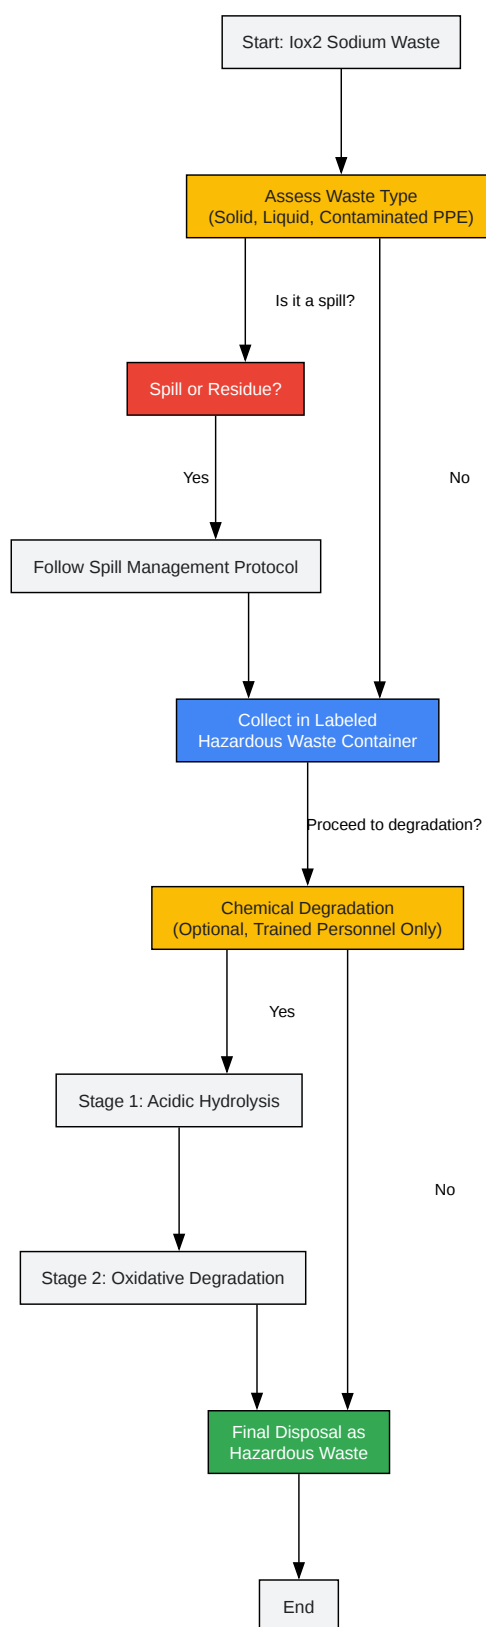 Start: Iox2 Sodium Waste
Assess Waste Type
(Solid, Liquid, Contaminated PPE)
Is it a spill?
Spill or Residue?
Yes
No
Follow Spill Management Protocol
Collect in Labeled
Hazardous Waste Container
Proceed to degradation?
Chemical Degradation
(Optional, Trained Personnel Only)
Yes
Stage 1: Acidic Hydrolysis
No
Stage 2: Oxidative Degradation
Final Disposal as
Hazardous Waste
End